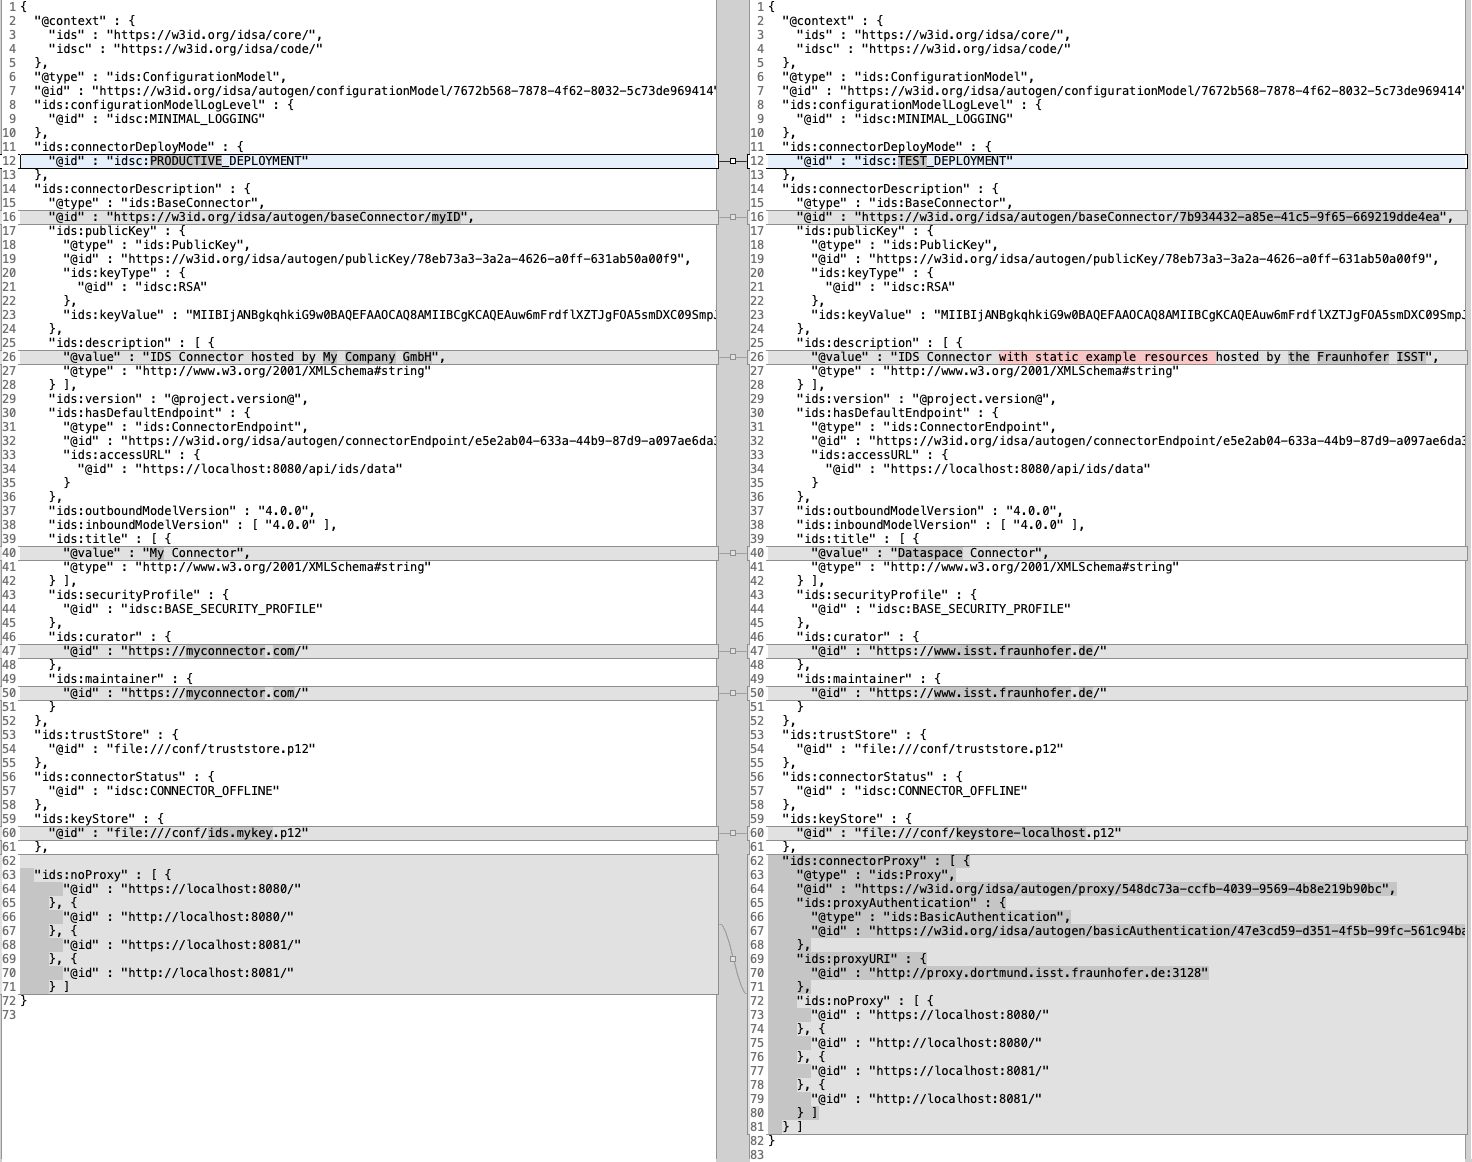 1 {
2 "@context" : {
3 "ids" : "https://w3id.org/idsa/core/",
4 "idsc" : "https://w3id.org/idsa/code/"
5 },
6 "@type" : "ids:ConfigurationModel",
7 "@id" : "https://w3id.org/idsa/autogen/configurationModel/7672b568-7878-4f62-8032-5c73de969414"
8 "ids:configurationModelLogLevel" : {
9 "@id" : "idsc:MINIMAL_LOGGING"
10 },
11 "ids:connectorDeployMode" : {
12 "@id" : "idsc:PRODUCTIVE_DEPLOYMENT"
13 },
14 "ids:connectorDescription" : {
15 "@type" : "ids:BaseConnector",
16 "@id" : "https://w3id.org/idsa/autogen/baseConnector/myID",
17 "ids:publicKey" : {
18 "@type" : "ids:PublicKey",
19 "@id" : "https://w3id.org/idsa/autogen/publicKey/78eb73a3-3a2a-4626-a0ff-631ab50a00f9",
20 "ids:keyType" : {
21 "@id" : "idsc:RSA"
22 },
23 "ids:keyValue" : "MIIBIjANBgkqhkiG9w0BAQEFAAOCAQ8AMIIBCgKCAQEAuw6mFrdflXZTJgFOA5smDXC09SmpJ
24 },
25 "ids:description" : [ {
26 "@value" : "IDS Connector hosted by My Company GmbH",
27 "@type" : "http://www.w3.org/2001/XMLSchema#string"
28 } ],
29 "ids:version" : "@project.version@",
30 "ids:hasDefaultEndpoint" : {
31 "@type" : "ids:ConnectorEndpoint",
32 "@id" : "https://w3id.org/idsa/autogen/connectorEndpoint/e5e2ab04-633a-44b9-87d9-a097ae6da3
33 "ids:accessURL" : {
34 "@id" : "https://localhost:8080/api/ids/data"
35 }
36 },
37 "ids:outboundModelVersion" : "4.0.0",
38 "ids:inboundModelVersion" : [ "4.0.0" ],
39 "ids:title" : [ {
40 "@value" : "My Connector",
41 "@type" : "http://www.w3.org/2001/XMLSchema#string"
42 } ],
43 "ids:securityProfile" : {
44 "@id" : "idsc:BASE_SECURITY_PROFILE"
45 },
46 "ids:curator" : {
47 "@id" : "https://myconnector.com/"
48 },
49 "ids:maintainer" : {
50 "@id" : "https://myconnector.com/"
51 }
52 },
53 "ids:trustStore" : {
54 "@id" : "file:///conf/truststore.p12"
55 },
56 "ids:connectorStatus" : {
57 "@id" : "idsc:CONNECTOR_OFFLINE"
58 },
59 "ids:keyStore" : {
60 "@id" : "file:///conf/ids.mykey.p12"
61 },
62
63 "ids:noProxy" : [ {
64 "@id" : "https://localhost:8080/"
65 }, {
66 "@id" : "http://localhost:8080/"
67 }, {
68 "@id" : "https://localhost:8081/"
69 }, {
70 "@id" : "http://localhost:8081/"
71 } ]
72 }
73
1 {
2 "@context" : {
3 "ids" : "https://w3id.org/idsa/core/",
4 "idsc" : "https://w3id.org/idsa/code/"
5 },
6 "@type" : "ids:ConfigurationModel",
7 "@id" : "https://w3id.org/idsa/autogen/configurationModel/7672b568-7878-4f62-8032-5c73de969414"
8 "ids:configurationModelLogLevel" : {
9 "@id" : "idsc:MINIMAL_LOGGING"
10 },
11 "ids:connectorDeployMode" : {
12 "@id" : "idsc:TEST_DEPLOYMENT"
13 },
14 "ids:connectorDescription" : {
15 "@type" : "ids:BaseConnector",
16 "@id" : "https://w3id.org/idsa/autogen/baseConnector/7b934432-a85e-41c5-9f65-669219dde4ea",
17 "ids:publicKey" : {
18 "@type" : "ids:PublicKey",
19 "@id" : "https://w3id.org/idsa/autogen/publicKey/78eb73a3-3a2a-4626-a0ff-631ab50a00f9",
20 "ids:keyType" : {
21 "@id" : "idsc:RSA"
22 },
23 "ids:keyValue" : "MIIBIjANBgkqhkiG9w0BAQEFAAOCAQ8AMIIBCgKCAQEAuw6mFrdflXZTJgFOA5smDXC09SmpJ
24 },
25 "ids:description" : [ {
26 "@value" : "IDS Connector with static example resources hosted by the Fraunhofer ISST",
27 "@type" : "http://www.w3.org/2001/XMLSchema#string"
28 } ],
29 "ids:version" : "@project.version@",
30 "ids:hasDefaultEndpoint" : {
31 "@type" : "ids:ConnectorEndpoint",
32 "@id" : "https://w3id.org/idsa/autogen/connectorEndpoint/e5e2ab04-633a-44b9-87d9-a097ae6da3
33 "ids:accessURL" : {
34 "@id" : "https://localhost:8080/api/ids/data"
35 }
36 },
37 "ids:outboundModelVersion" : "4.0.0",
38 "ids:inboundModelVersion" : [ "4.0.0" ],
39 "ids:title" : [ {
40 "@value" : "Dataspace Connector",
41 "@type" : "http://www.w3.org/2001/XMLSchema#string"
42 } ],
43 "ids:securityProfile" : {
44 "@id" : "idsc:BASE_SECURITY_PROFILE"
45 },
46 "ids:curator" : {
47 "@id" : "https://www.isst.fraunhofer.de/"
48 },
49 "ids:maintainer" : {
50 "@id" : "https://www.isst.fraunhofer.de/"
51 }
52 },
53 "ids:trustStore" : {
54 "@id" : "file:///conf/truststore.p12"
55 },
56 "ids:connectorStatus" : {
57 "@id" : "idsc:CONNECTOR_OFFLINE"
58 },
59 "ids:keyStore" : {
60 "@id" : "file:///conf/keystore-localhost.p12"
61 },
62 "ids:connectorProxy" : [ {
63 "@type" : "ids:Proxy",
64 "@id" : "https://w3id.org/idsa/autogen/proxy/548dc73a-ccfb-4039-9569-4b8e219b90bc",
65 "ids:proxyAuthentication" : {
66 "@type" : "ids:BasicAuthentication",
67 "@id" : "https://w3id.org/idsa/autogen/basicAuthentication/47e3cd59-d351-4f5b-99fc-561c94ba
68 },
69 "ids:proxyURI" : {
70 "@id" : "http://proxy.dortmund.isst.fraunhofer.de:3128"
71 },
72 "ids:noProxy" : [ {
73 "@id" : "https://localhost:8080/"
74 }, {
75 "@id" : "http://localhost:8080/"
76 }, {
77 "@id" : "https://localhost:8081/"
78 }, {
79 "@id" : "http://localhost:8081/"
80 } ]
81 } ]
82 }
83